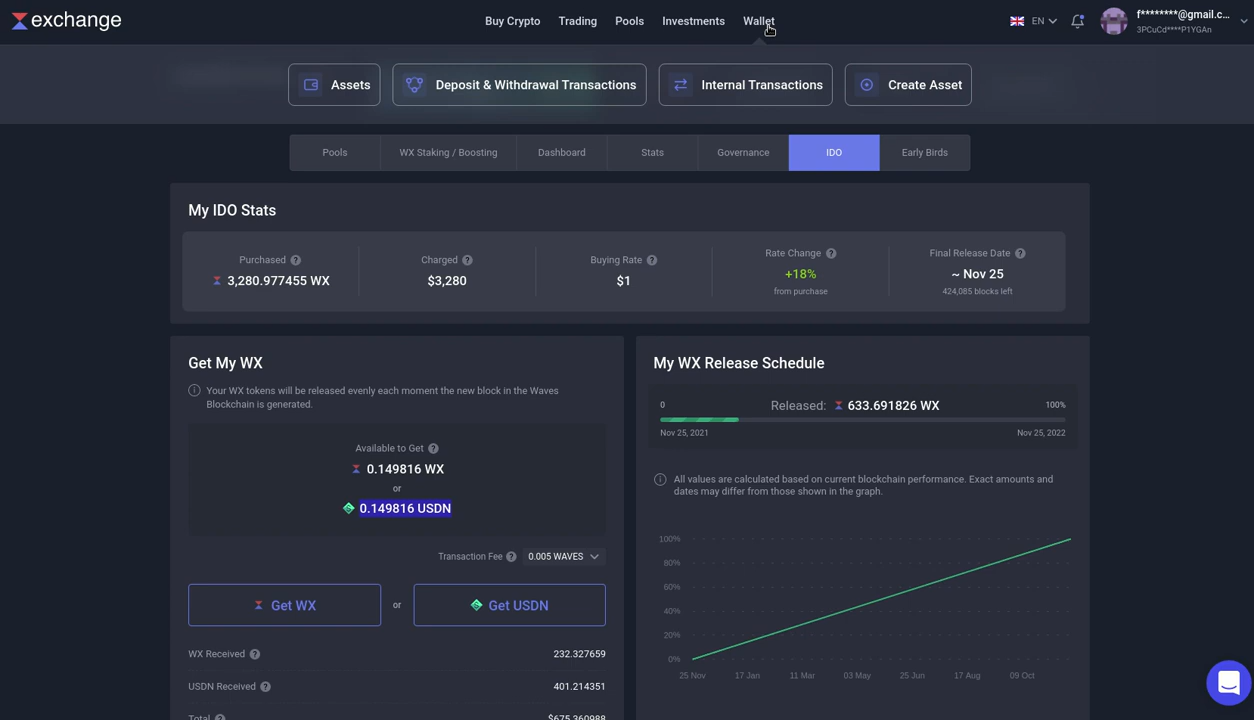 exchange
Buy Crypto
Trading
Pools
Investments
Wallet
EN
f********@gmail.c...
3PCuCd****P1YGAn
Assets
Deposit & Withdrawal Transactions
Internal Transactions
Create Asset
Pools
WX Staking / Boosting
Dashboard
Stats
Governance
IDO
Early Birds
My IDO Stats
Purchased ?
3,280.977455 WX
Charged ?
$3,280
Buying Rate ?
$1
Rate Change ?
+18%
from purchase
Final Release Date ?
~ Nov 25
424,085 blocks left
Get My WX
Your WX tokens will be released evenly each moment the new block in the Waves
Blockchain is generated.
Available to Get ?
0.149816 WX
or
0.149816 USDN
Transaction Fee ?
0.005 WAVES
Get WX
or
Get USDN
WX Received ?
232.327659
USDN Received ?
401.214351
Total ?
$675.360988
My WX Release Schedule
0
Released: 633.691826 WX
100%
Nov 25, 2021
Nov 25, 2022
All values are calculated based on current blockchain performance. Exact amounts and
dates may differ from those shown in the graph.
100%
80%
60%
40%
20%
0%
25 Nov
17 Jan
11 Mar
03 May
25 Jun
17 Aug
09 Oct